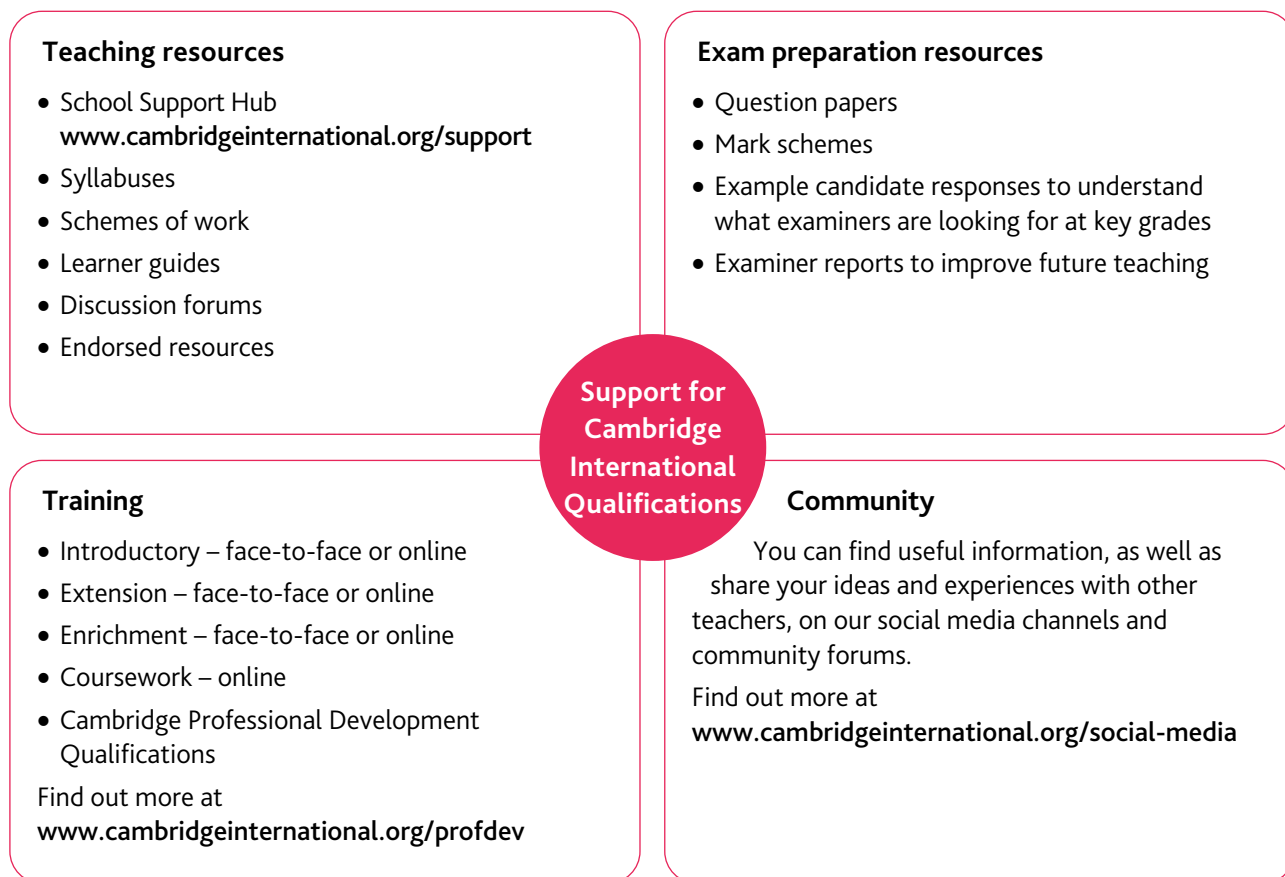 Teaching resources
• School Support Hub
www.cambridgeinternational.org/support
• Syllabuses
• Schemes of work
• Learner guides
• Discussion forums
• Endorsed resources
Exam preparation resources
• Question papers
• Mark schemes
• Example candidate responses to understand
what examiners are looking for at key grades
• Examiner reports to improve future teaching
Support for
Cambridge
International
Qualifications
Training
• Introductory – face-to-face or online
• Extension – face-to-face or online
• Enrichment – face-to-face or online
• Coursework – online
• Cambridge Professional Development
Qualifications
Find out more at
www.cambridgeinternational.org/profdev
Community
You can find useful information, as well as
share your ideas and experiences with other
teachers, on our social media channels and
community forums.
Find out more at
www.cambridgeinternational.org/social-media